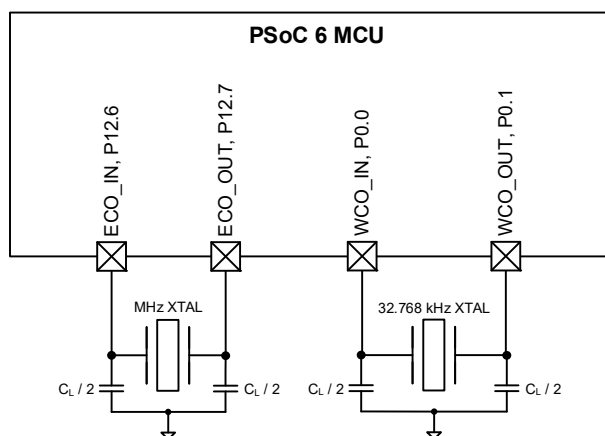 PSoC 6 MCU
ECO_IN, P12.6
ECO_OUT, P12.7
WCO_IN, P0.0
WCO_OUT, P0.1
MHz XTAL
32.768 kHz XTAL
CL / 2
CL / 2
CL / 2
CL / 2